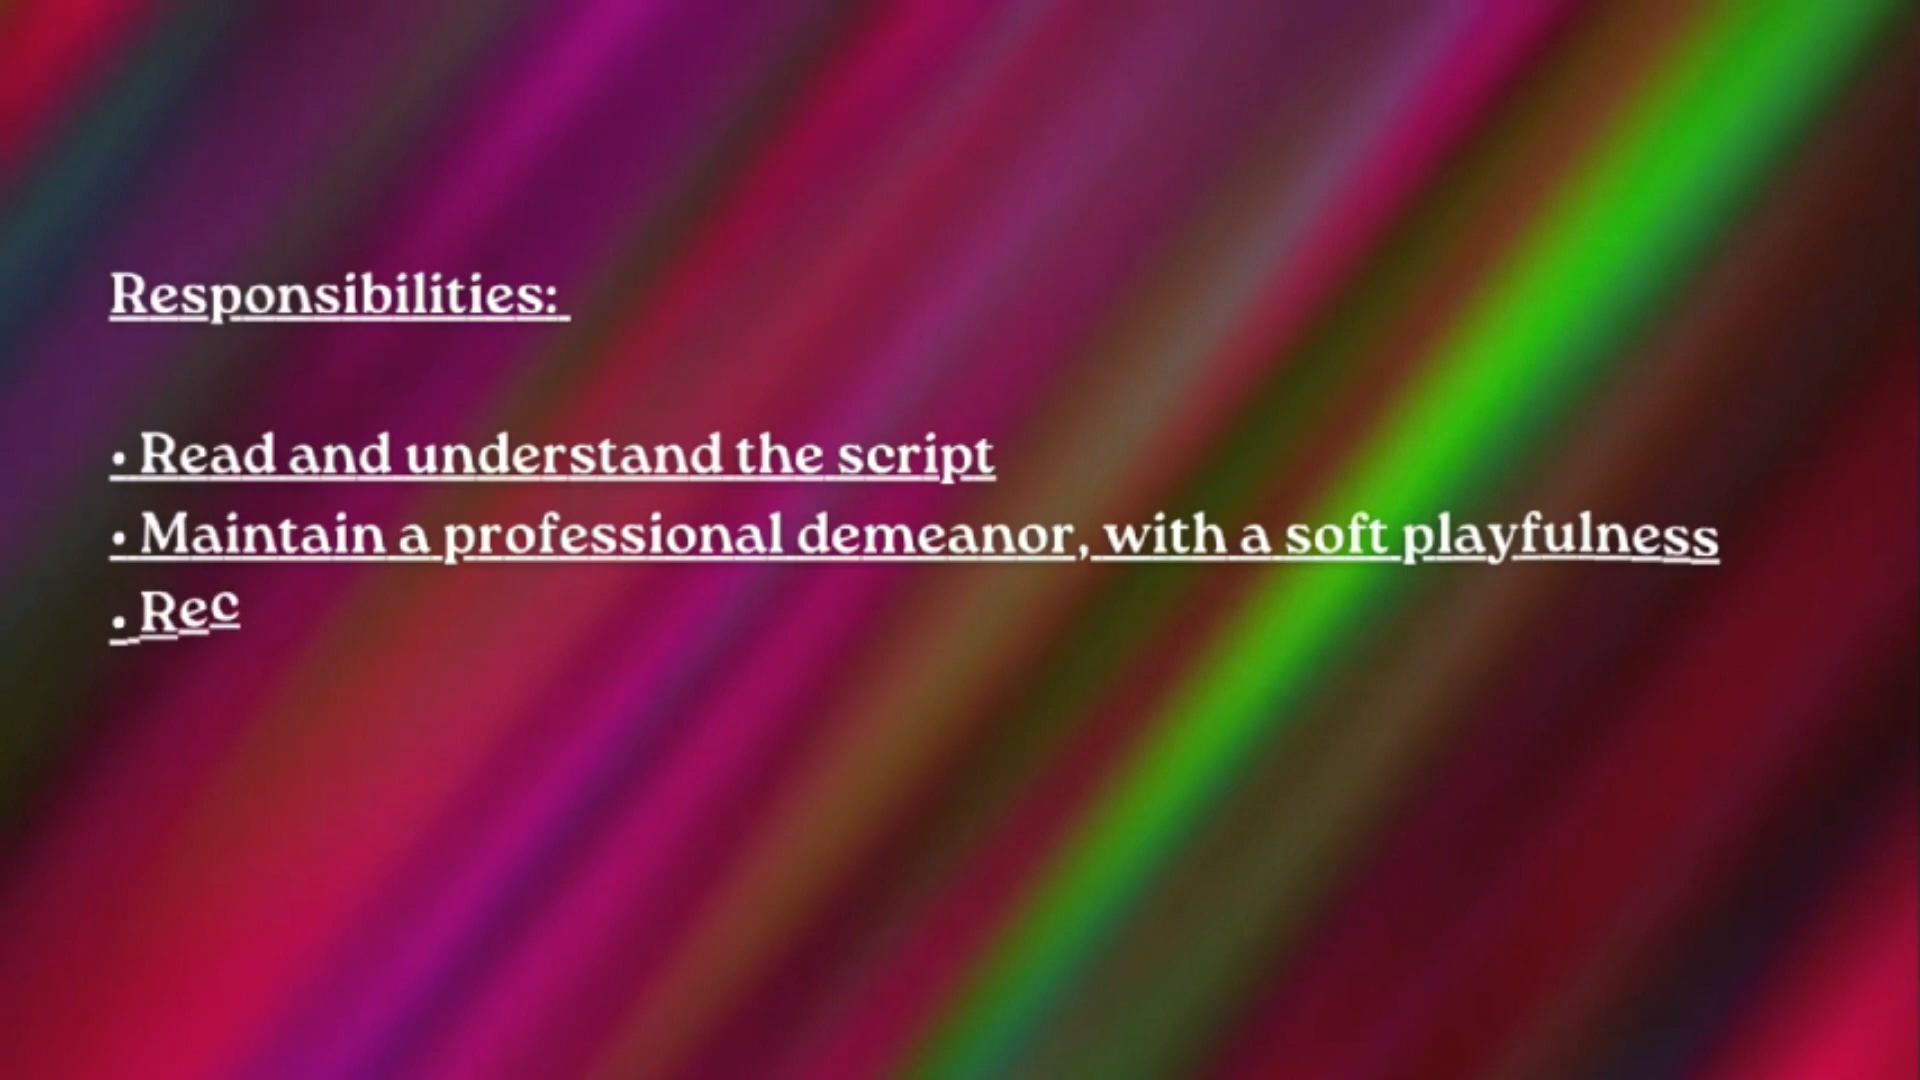 Responsibilities:
• Read and understand the script
• Maintain a professional demeanor, with a soft playfulness
• Rec